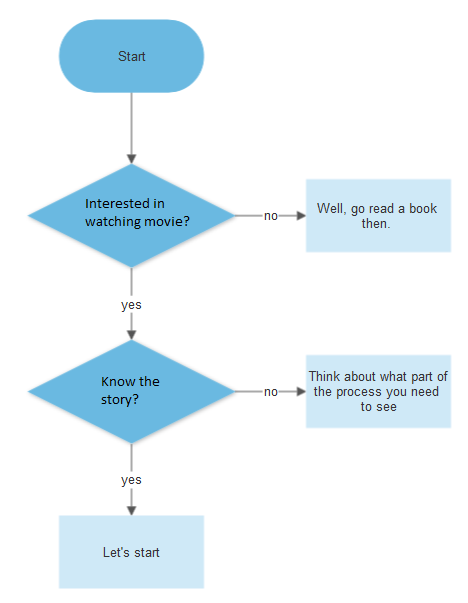 Start
Interested in
watching movie?
no
Well, go read a book
then.
yes
Know the
story?
no
Think about what part of
the process you need
to see
yes
Let's start